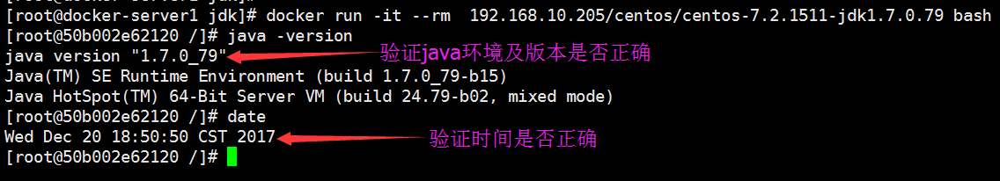 [root@docker-server1 jdk]#
[root@docker-server1 jdk]# docker run -it --rm  192.168.10.205/centos/centos-7.2.1511-jdk1.7.0.79 bash
[root@50b002e62120 /]# java -version
java version "1.7.0_79" 验证java环境及版本是否正确
Java(TM) SE Runtime Environment (build 1.7.0_79-b15)
Java HotSpot(TM) 64-Bit Server VM (build 24.79-b02, mixed mode)
[root@50b002e62120 /]# date
Wed Dec 20 18:50:50 CST 2017 验证时间是否正确
[root@50b002e62120 /]#